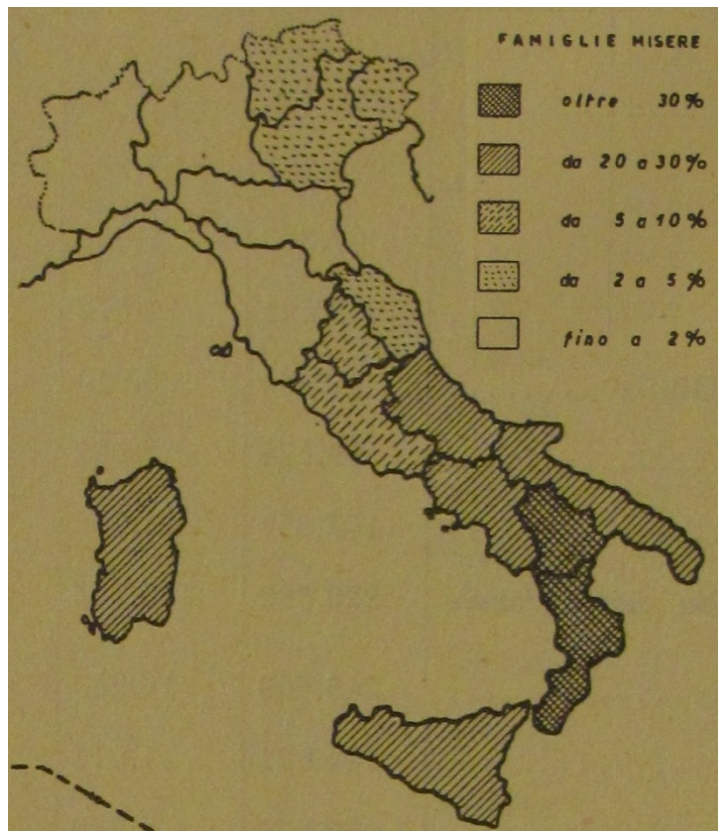 FAMIGLIE MISERE
oltre 30%
da 20 a 30%
da 5 a 10%
da 2 a 5%
fino a 2%